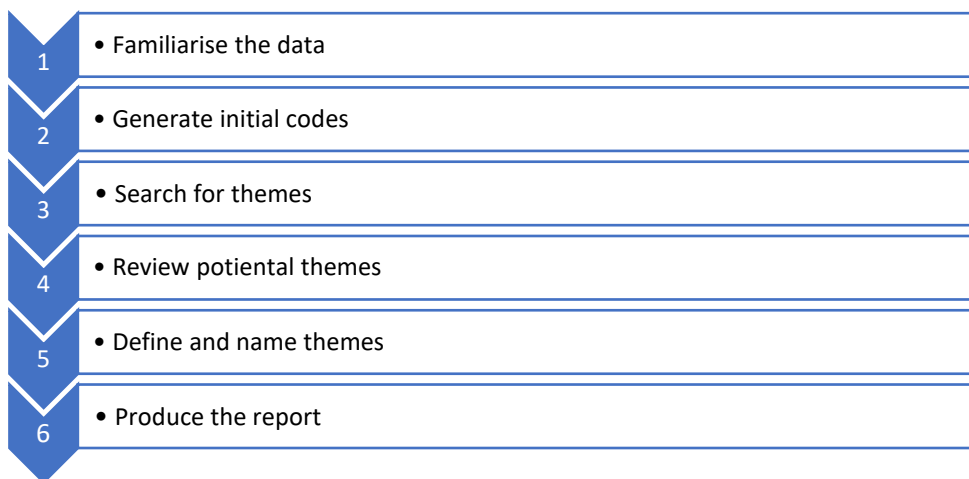 1 • Familiarise the data
2 • Generate initial codes
3 • Search for themes
4 • Review potiental themes
5 • Define and name themes
6 • Produce the report